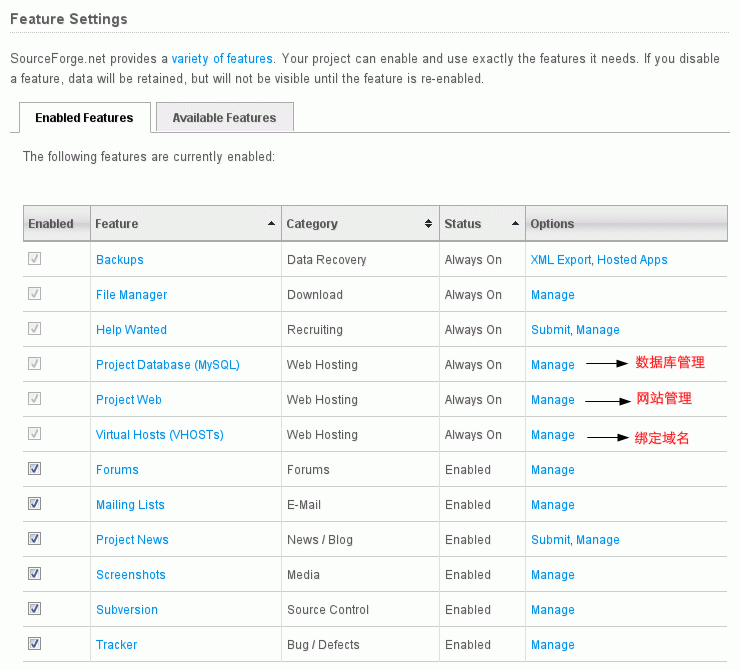 Feature Settings
SourceForge.net provides a variety of features. Your project can enable and use exactly the features it needs. If you disable
a feature, data will be retained, but will not be visible until the feature is re-enabled.
Enabled Features Available Features
The following features are currently enabled:
Enabled Feature Category Status Options
Backups Data Recovery Always On XML Export, Hosted Apps
File Manager Download Always On Manage
Help Wanted Recruiting Always On Submit, Manage
Project Database (MySQL) Web Hosting Always On Manage 数据库管理
Project Web Web Hosting Always On Manage 网站管理
Virtual Hosts (VHOSTs) Web Hosting Always On Manage 绑定域名
Forums Forums Enabled Manage
Mailing Lists E-Mail Enabled Manage
Project News News / Blog Enabled Submit, Manage
Screenshots Media Enabled Manage
Subversion Source Control Enabled Manage
Tracker Bug / Defects Enabled Manage